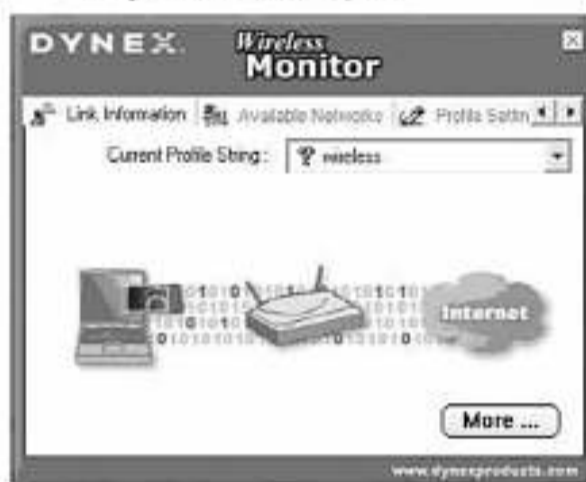 DYNEX
Wireless
Monitor
Link Information Available Networks Profile Settin
Current Profile String: wireless
Internet
More ...
www.dynexproducts.com